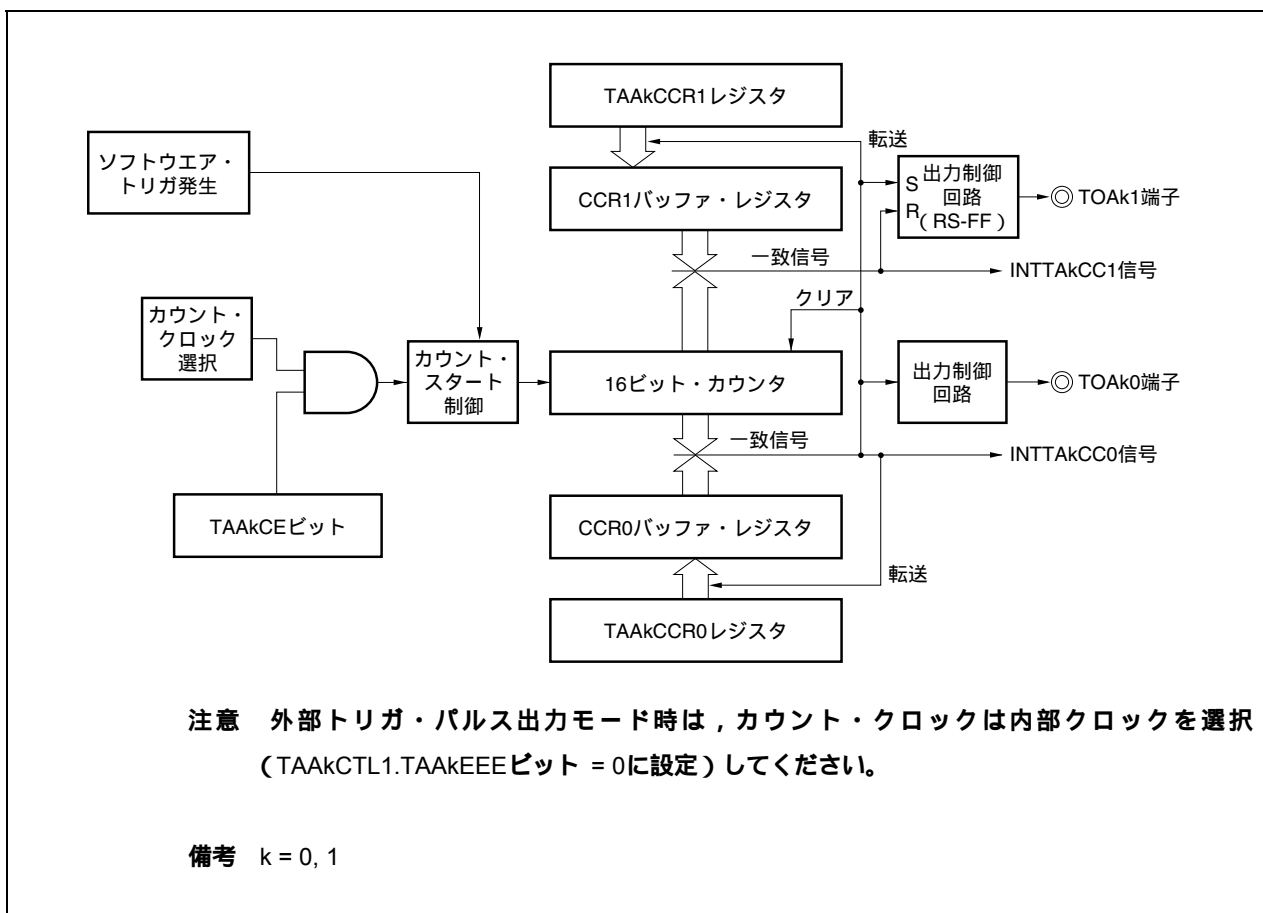 TAAkCCR1レジスタ
転送
ソフトウエア・
トリガ発生
CCR1バッファ・レジスタ
S 出力制御
回路
R
( RS-FF )
TOAk1端子
一致信号
INTTAkCC1信号
クリア
カウント・
クロック
選択
カウント・
スタート
制御
16ビット・カウンタ
出力制御
回路
TOAk0端子
一致信号
INTTAkCC0信号
TAAkCEビット
CCR0バッファ・レジスタ
転送
TAAkCCR0レジスタ
注意 外部トリガ・パルス出力モード時は,カウント・クロックは内部クロックを選択
(TAAkCTL1.TAAkEEEビット = 0に設定)してください。
備考 k = 0, 1